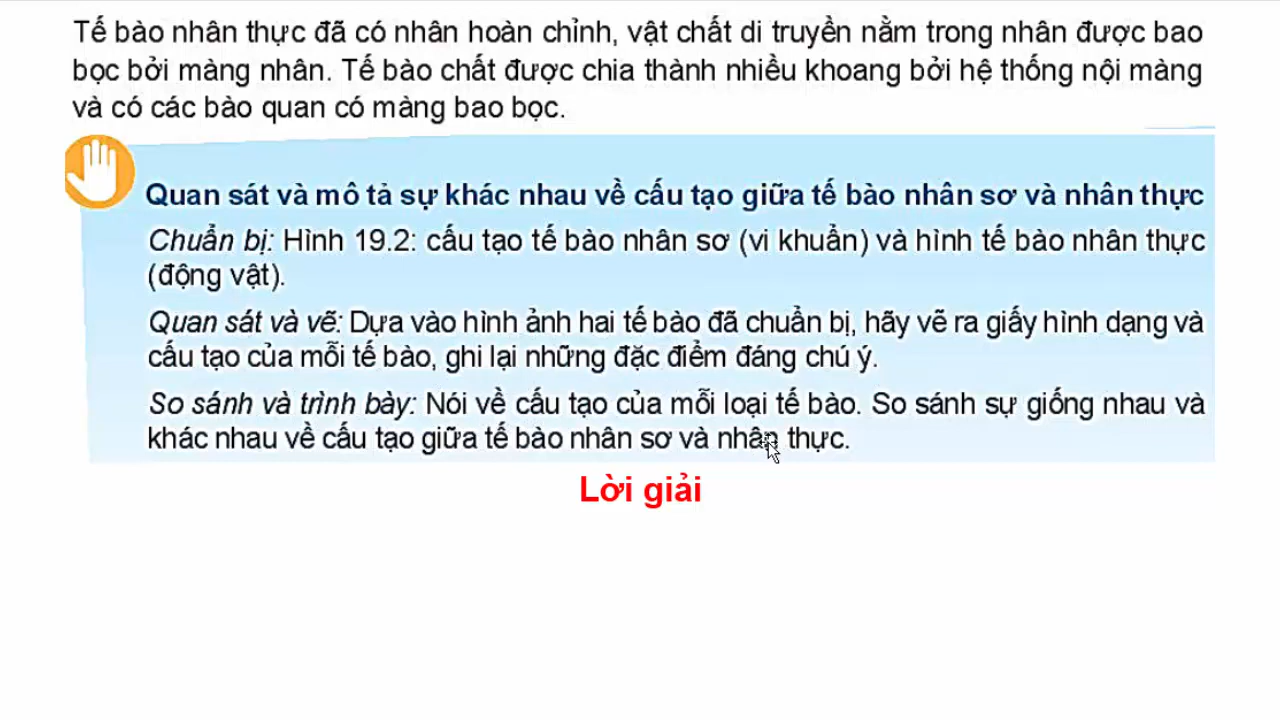 Tế bào nhân thực đã có nhân hoàn chỉnh, vật chất di truyền nằm trong nhân được bao
bọc bởi màng nhân. Tế bào chất được chia thành nhiều khoang bởi hệ thống nội màng
và có các bào quan có màng bao bọc.
Quan sát và mô tả sự khác nhau về cấu tạo giữa tế bào nhân sơ và nhân thực
Chuẩn bị: Hình 19.2: cấu tạo tế bào nhân sơ (vi khuẩn) và hình tế bào nhân thực
(động vật).
Quan sát và vẽ: Dựa vào hình ảnh hai tế bào đã chuẩn bị, hãy vẽ ra giấy hình dạng và
cấu tạo của mỗi tế bào, ghi lại những đặc điểm đáng chú ý.
So sánh và trình bày: Nói về cấu tạo của mỗi loại tế bào. So sánh sự giống nhau và
khác nhau về cấu tạo giữa tế bào nhân sơ và nhân thực.
Lời giải